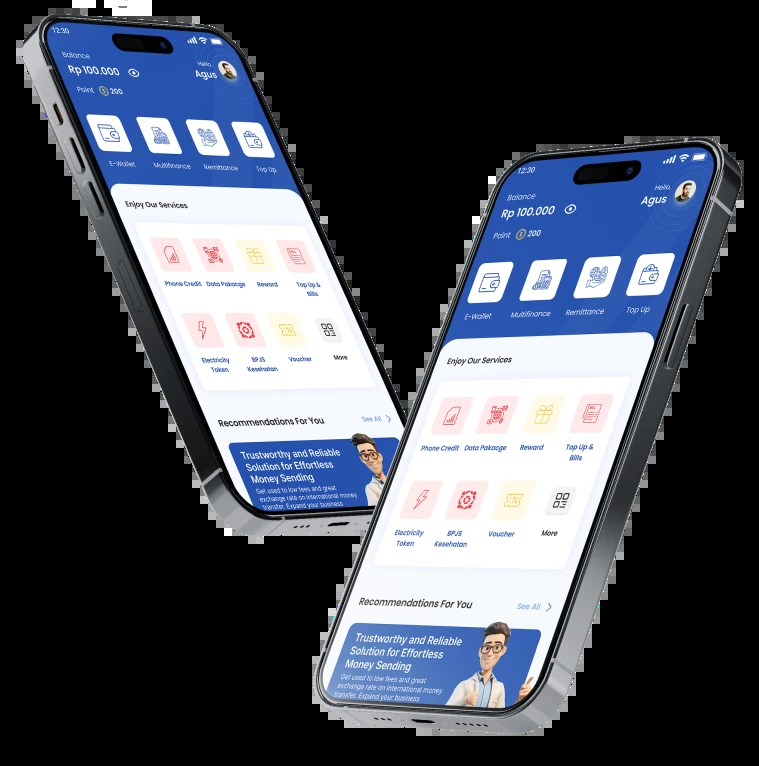 12:30
Balance
Rp 100.000
Hello,
Agus
Point 200
E-Wallet Multifinance Remittance Top Up
Enjoy Our Services
Phone Credit Data Pakacge Reward Top Up &
Bills
Electricity BPJS Voucher More
Token Kesehatan
Recommendations For You See All
Trustworthy and Reliable
Solution for Effortless
Money Sending
Get used to low fees and great
exchange rate on international money
transfer. Expand your business
12:30
Balance
Rp 100.000
Hello,
Agus
Point 200
E-Wallet Multifinance Remittance Top Up
Enjoy Our Services
Phone Credit Data Pakacge Reward Top Up &
Bills
Electricity BPJS Voucher More
Token Kesehatan
Recommendations For You See All
Trustworthy and Reliable
Solution for Effortless
Money Sending
Get used to low fees and great
exchange rate on international money
transfer. Expand your business